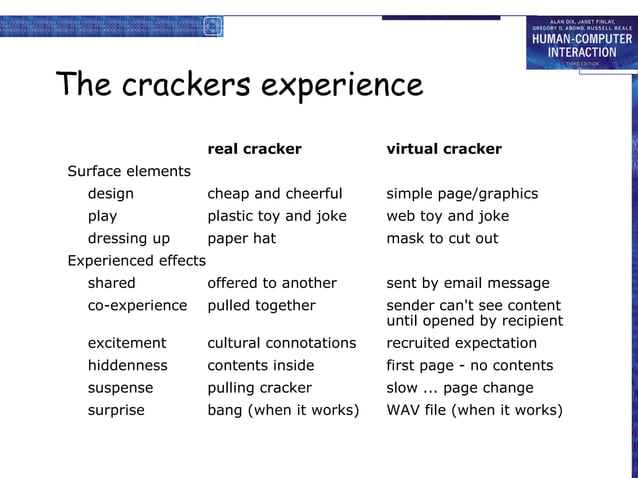 ALAN DIX, JANET FINLAY,
GREGORY D. ABOWD, RUSSELL BEALE
HUMAN-COMPUTER
INTERACTION
THIRD EDITION
The crackers experience
real cracker virtual cracker
Surface elements
design cheap and cheerful simple page/graphics
play plastic toy and joke web toy and joke
dressing up paper hat mask to cut out
Experienced effects
shared offered to another sent by email message
co-experience pulled together sender can't see content
until opened by recipient
excitement cultural connotations recruited expectation
hiddenness contents inside first page - no contents
suspense pulling cracker slow ... page change
surprise bang (when it works) WAV file (when it works)